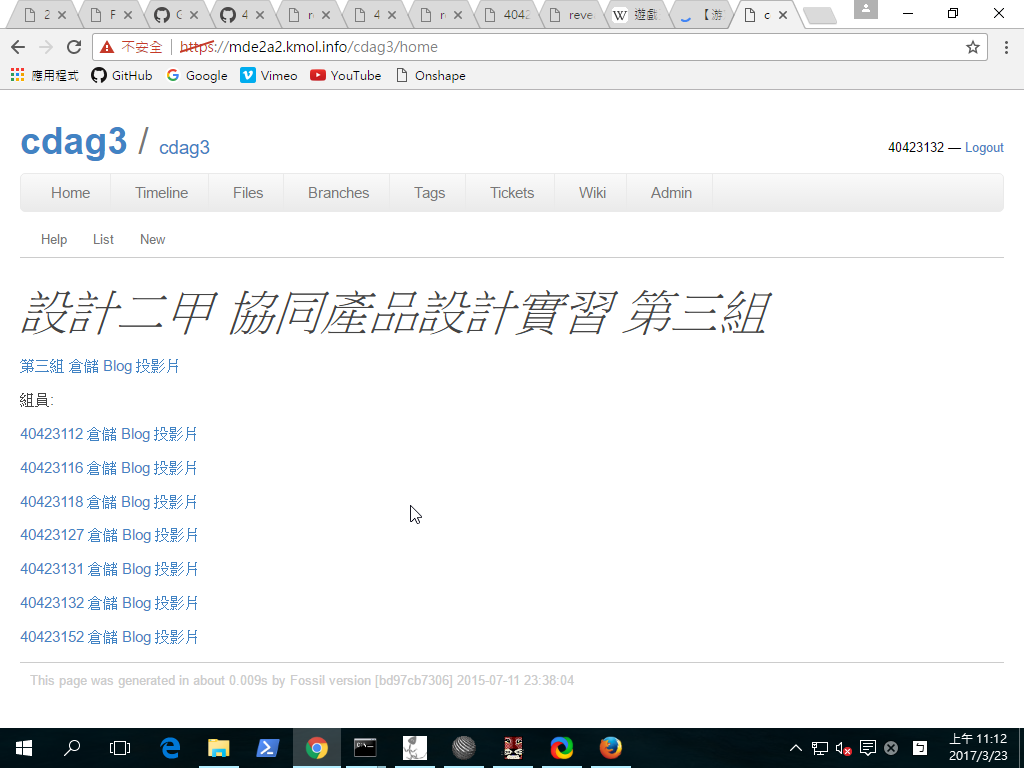 2
F
G
4
re
4
re
4042
reve
W 遊戲
【游
c
不安全 | https://mde2a2.kmol.info/cdag3/home
應用程式 GitHub Google Vimeo YouTube Onshape
cdag3 / cdag3
40423132 — Logout
Home Timeline Files Branches Tags Tickets Wiki Admin
Help List New
設計二甲 協同產品設計實習 第三組
第三組 倉儲 Blog 投影片
組員:
40423112 倉儲 Blog 投影片
40423116 倉儲 Blog 投影片
40423118 倉儲 Blog 投影片
40423127 倉儲 Blog 投影片
40423131 倉儲 Blog 投影片
40423132 倉儲 Blog 投影片
40423152 倉儲 Blog 投影片
This page was generated in about 0.009s by Fossil version [bd97cb7306] 2015-07-11 23:38:04
上午 11:12
2017/3/23